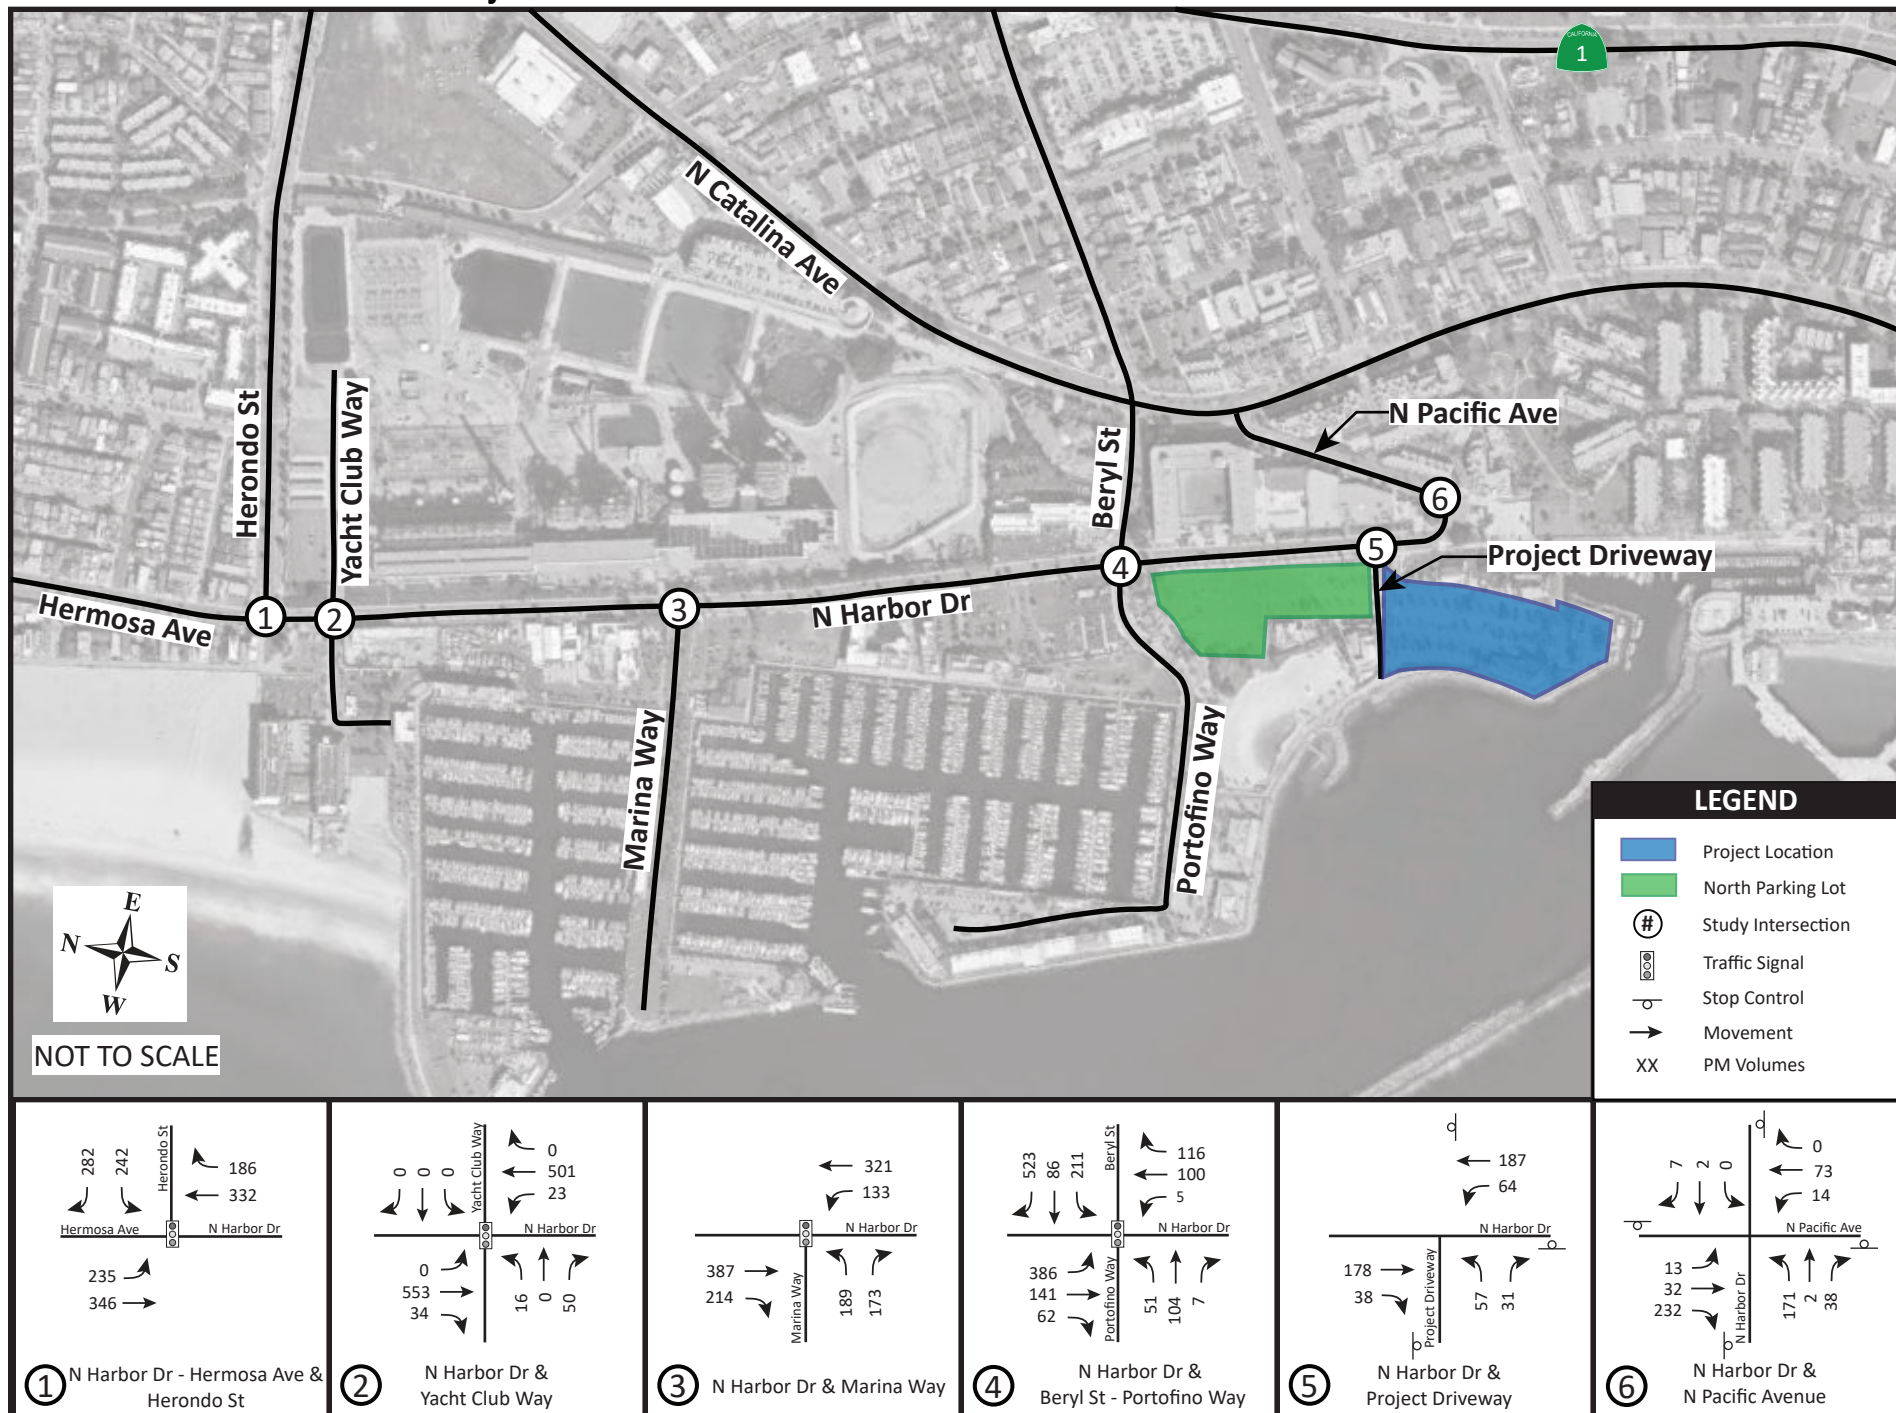 CALIFORNIA
1
N Catalina Ave
Herondo St
Yacht Club Way
Beryl St
N Pacific Ave
6
5
Project Driveway
4
Hermosa Ave
1
2
3
N Harbor Dr
Marina Way
Portofino Way
E
N
S
W
NOT TO SCALE
LEGEND
Project Location
North Parking Lot
# Study Intersection
Traffic Signal
Stop Control
Movement
XX PM Volumes
282 242
Herondo St
186
332
Hermosa Ave
N Harbor Dr
235
346
1 N Harbor Dr - Hermosa Ave &
Herondo St
0 0 0
Yacht Club Way
0
501
23
N Harbor Dr
0
553
34
16 0 50
2 N Harbor Dr &
Yacht Club Way
321
133
N Harbor Dr
387
214
Marina Way
189 173
3 N Harbor Dr & Marina Way
523 86 211
Beryl St
116
100
5
N Harbor Dr
386
141
62
Portofino Way
51 104 7
4 N Harbor Dr &
Beryl St - Portofino Way
187
64
N Harbor Dr
178
38
Project Driveway
57 31
5 N Harbor Dr &
Project Driveway
7 2 0
0
73
14
N Pacific Ave
13
32
232
N Harbor Dr
171 2 38
6 N Harbor Dr &
N Pacific Avenue